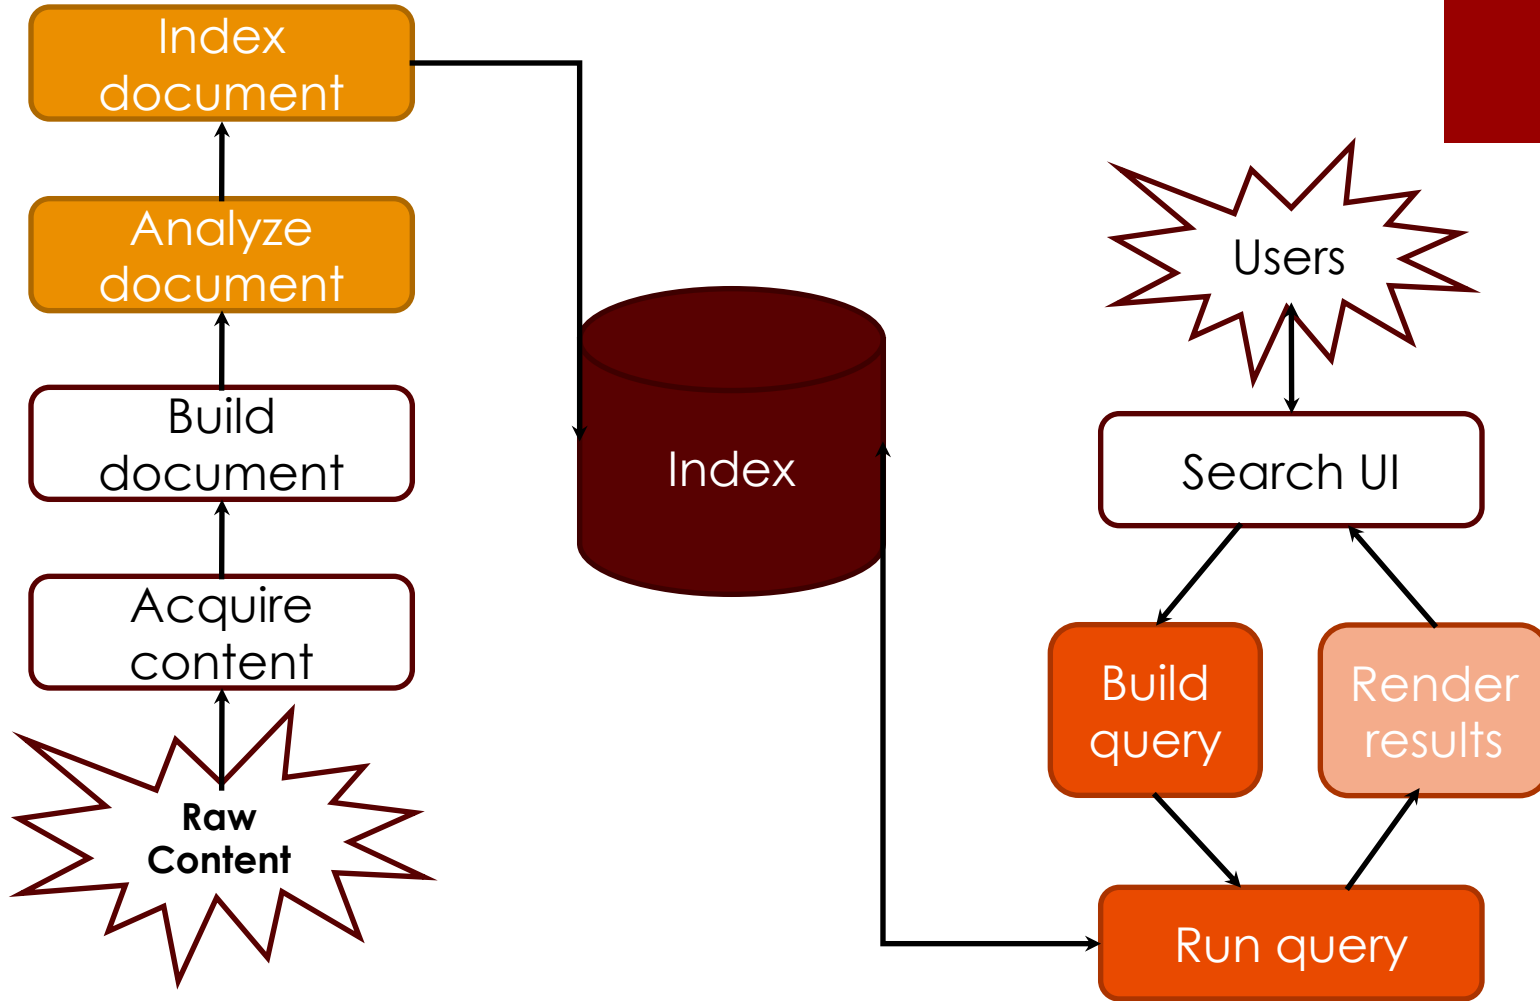 Index
document
Analyze
document
Build
document
Acquire
content
Raw
Content
Index
Users
Search UI
Build
query
Render
results
Run query